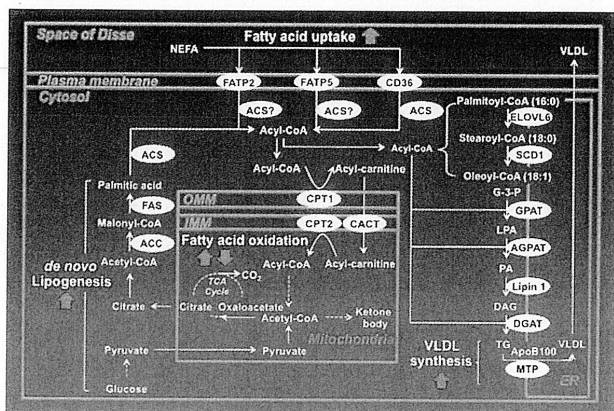 Space of Disse
Fatty acid uptake
NEFA
VLDL
Plasma membrane
FATP2
FATP5
CD36
Cytosol
ACS?
ACS?
ACS
Palmitoyl-CoA (16:0)
ELOVL6
Acyl-CoA
Stearoyl-CoA (18:0)
Acyl-CoA
SCD1
ACS
Acyl-CoA
Acyl-carnitine
Oleoyl-CoA (18:1)
Palmitic acid
OMM
CPT1
G-3-P
GPAT
FAS
IMM
CPT2
CACT
LPA
Malonyl-CoA
Fatty acid oxidation
AGPAT
ACC
Acyl-CoA
Acyl-carnitine
PA
de novo
Lipogenesis
Acetyl-CoA
CO2
TCA
Cycle
Lipin 1
DAG
Citrate
Citrate
Oxaloacetate
Ketone
body
DGAT
Acetyl-CoA
TG
Mitochondria
VLDL
synthesis
ApoB100
VLDL
Pyruvate
Pyruvate
MTP
ER
Glucose